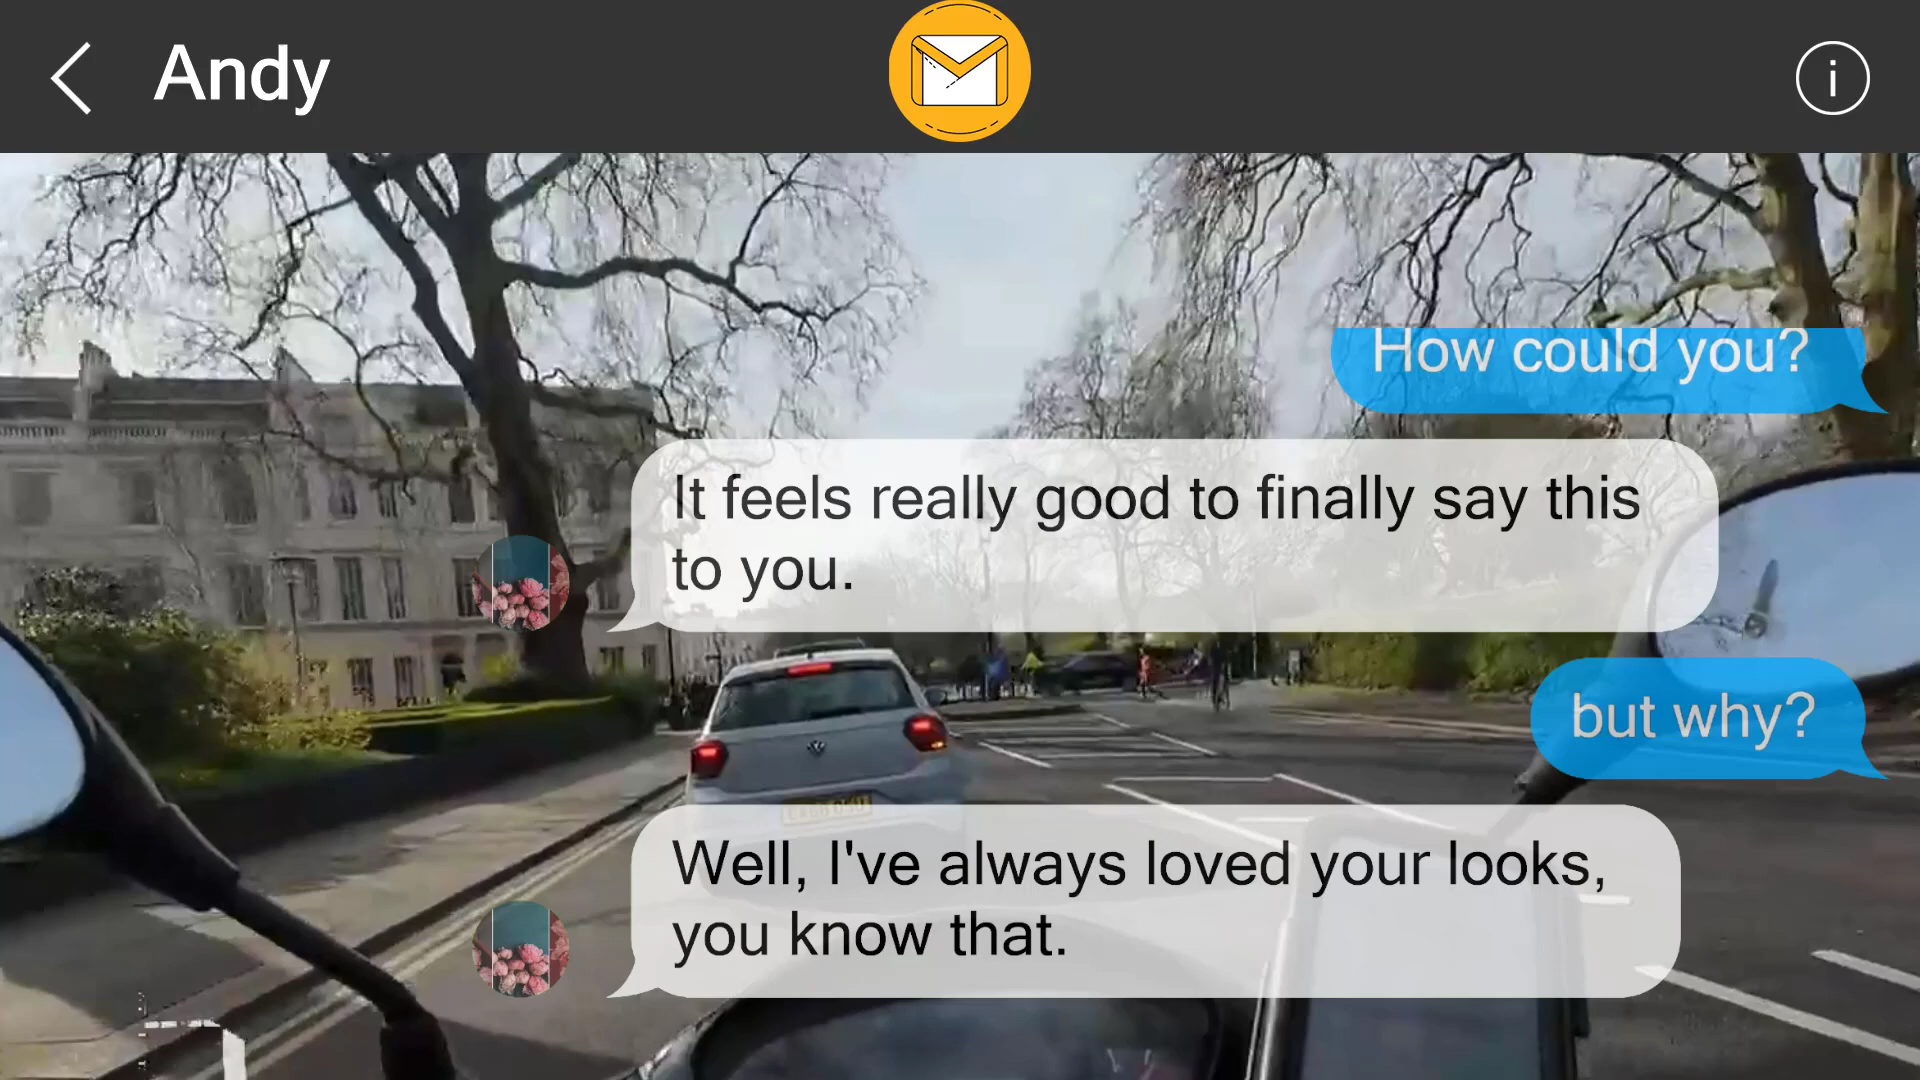 Andy
How could you?
It feels really good to finally say this
to you.
but why?
Well, I've always loved your looks,
you know that.